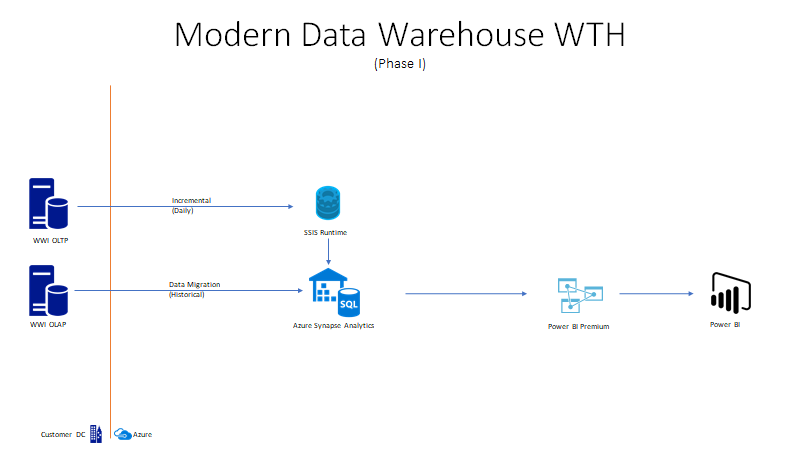 Modern Data Warehouse WTH
(Phase I)
Incremental
(Daily)
WWI OLTP
SSIS Runtime
Data Migration
(Historical)
SQL
WWI OLAP
Azure Synapse Analytics
Power BI Premium
Power BI
Customer DC
Azure